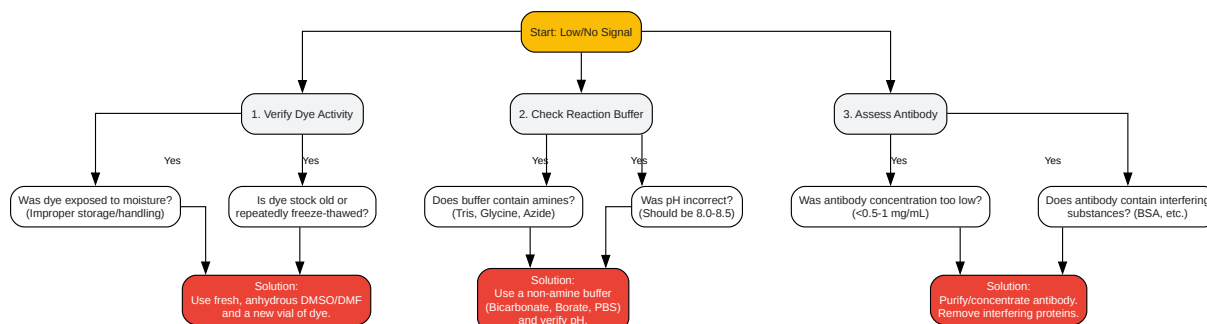 Start: Low/No Signal
1. Verify Dye Activity
2. Check Reaction Buffer
3. Assess Antibody
Yes
Yes
Yes
Yes
Yes
Yes
Was dye exposed to moisture?
(Improper storage/handling)
Is dye stock old or
repeatedly freeze-thawed?
Does buffer contain amines?
(Tris, Glycine, Azide)
Was pH incorrect?
(Should be 8.0-8.5)
Was antibody concentration too low?
(<0.5-1 mg/mL)
Does antibody contain interfering
substances? (BSA, etc.)
Solution:
Use fresh, anhydrous DMSO/DMF
and a new vial of dye.
Solution:
Use a non-amine buffer
(Bicarbonate, Borate, PBS)
and verify pH.
Solution:
Purify/concentrate antibody.
Remove interfering proteins.